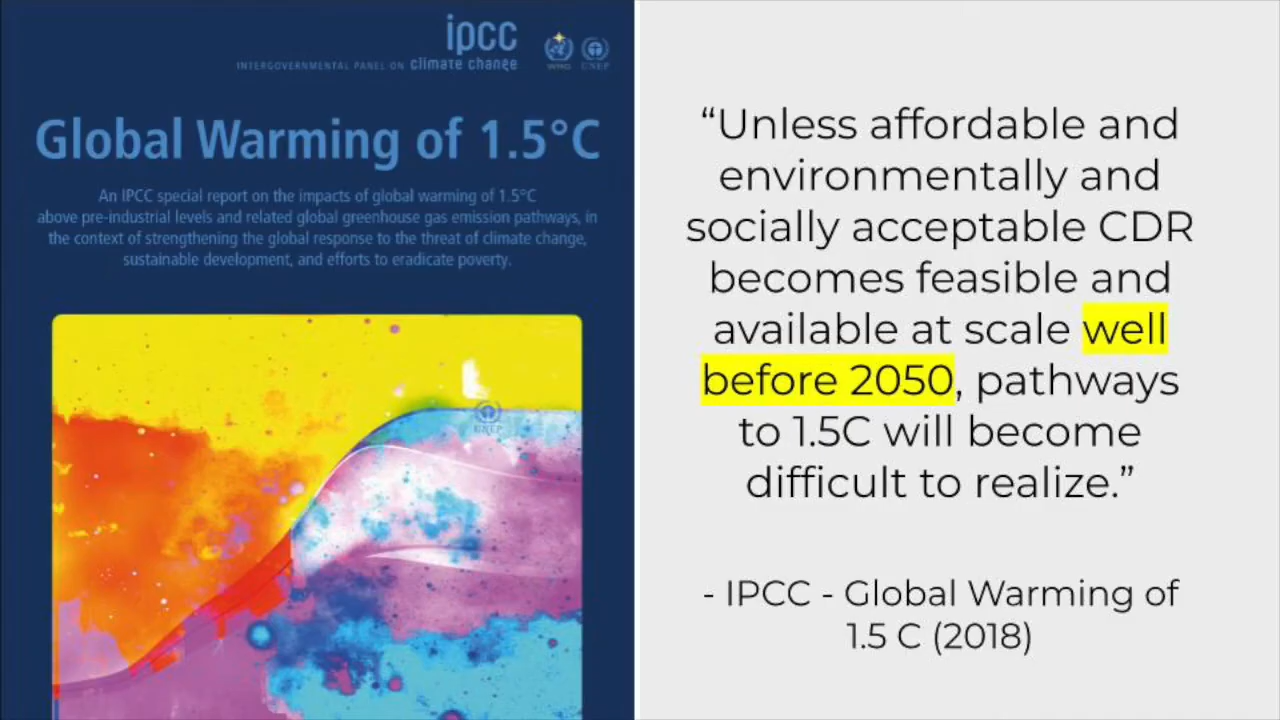 ipcc
INTERGOVERNMENTAL PANEL ON climate change
WMO
UNEP
Global Warming of 1.5°C
An IPCC special report on the impacts of global warming of 1.5°C
above pre-industrial levels and related global greenhouse gas emission pathways, in
the context of strengthening the global response to the threat of climate change,
sustainable development, and efforts to eradicate poverty.
UNEP
“Unless affordable and
environmentally and
socially acceptable CDR
becomes feasible and
available at scale well
before 2050, pathways
to 1.5C will become
difficult to realize.”
- IPCC - Global Warming of
1.5 C (2018)